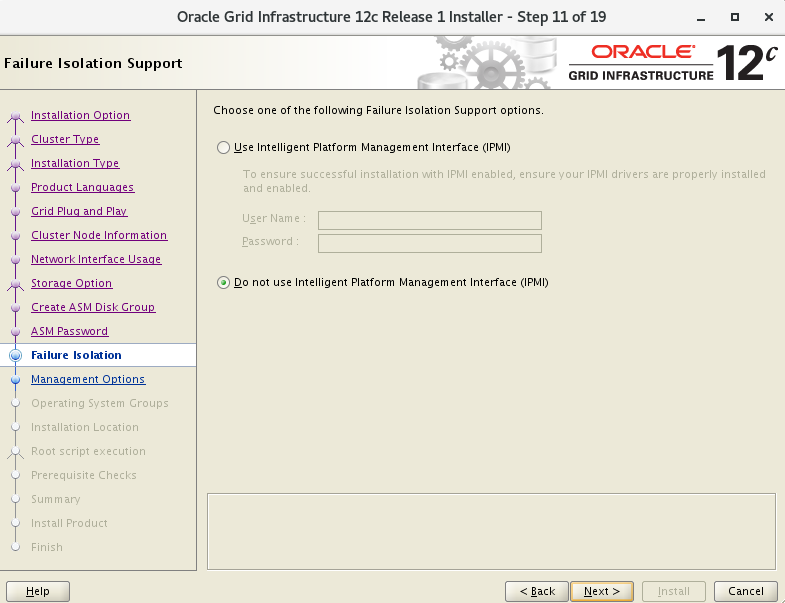 Oracle Grid Infrastructure 12c Release 1 Installer - Step 11 of 19
Failure Isolation Support
ORACLE
GRID INFRASTRUCTURE
12c
Installation Option
Cluster Type
Installation Type
Product Languages
Grid Plug and Play
Cluster Node Information
Network Interface Usage
Storage Option
Create ASM Disk Group
ASM Password
Failure Isolation
Management Options
Operating System Groups
Installation Location
Root script execution
Prerequisite Checks
Summary
Install Product
Finish
Choose one of the following Failure Isolation Support options.
Use Intelligent Platform Management Interface (IPMI)
To ensure successful installation with IPMI enabled, ensure your IPMI drivers are properly installed
and enabled.
User Name :
Password :
Do not use Intelligent Platform Management Interface (IPMI)
Help
< Back
Next >
Install
Cancel